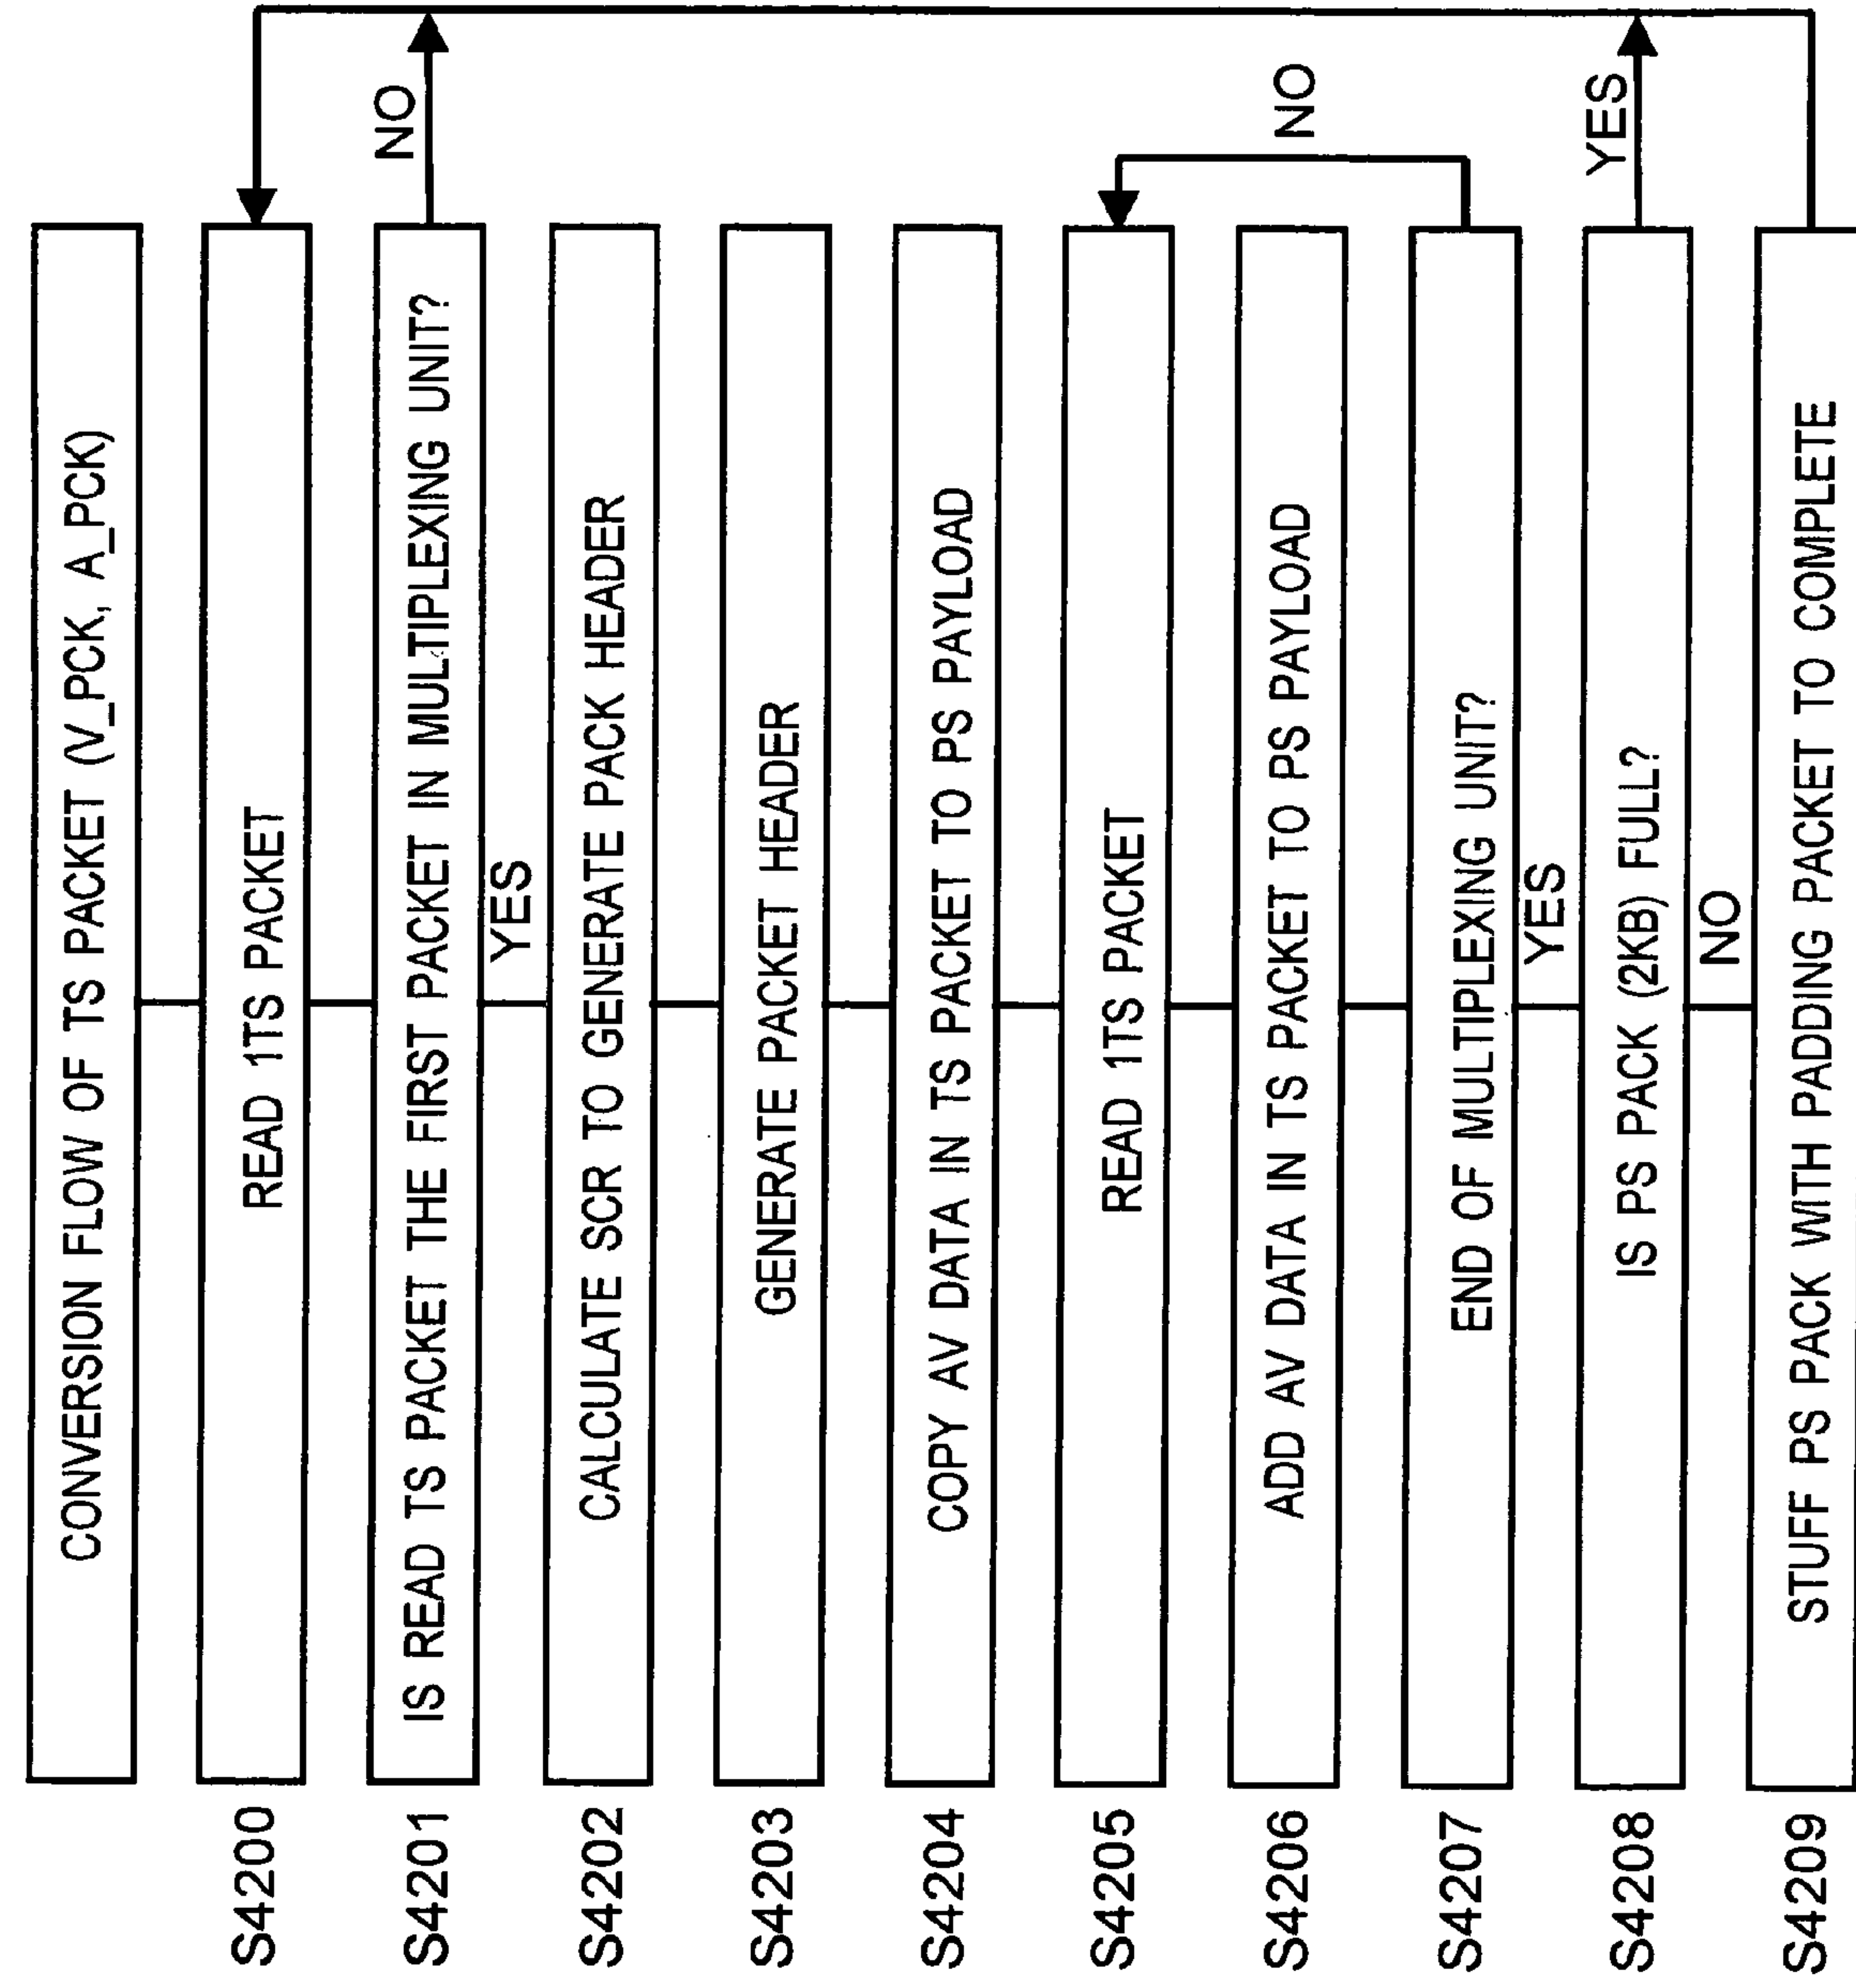 CONVERSION FLOW OF TS PACKET (V_PCK, A_PCK)
S4200 READ 1TS PACKET
S4201 IS READ TS PACKET THE FIRST PACKET IN MULTIPLEXING UNIT? NO
YES
S4202 CALCULATE SCR TO GENERATE PACK HEADER
S4203 GENERATE PACKET HEADER
S4204 COPY AV DATA IN TS PACKET TO PS PAYLOAD
S4205 READ 1TS PACKET
S4206 ADD AV DATA IN TS PACKET TO PS PAYLOAD
NO
S4207 END OF MULTIPLEXING UNIT?
YES
S4208 IS PS PACK (2KB) FULL? YES
NO
S4209 STUFF PS PACK WITH PADDING PACKET TO COMPLETE